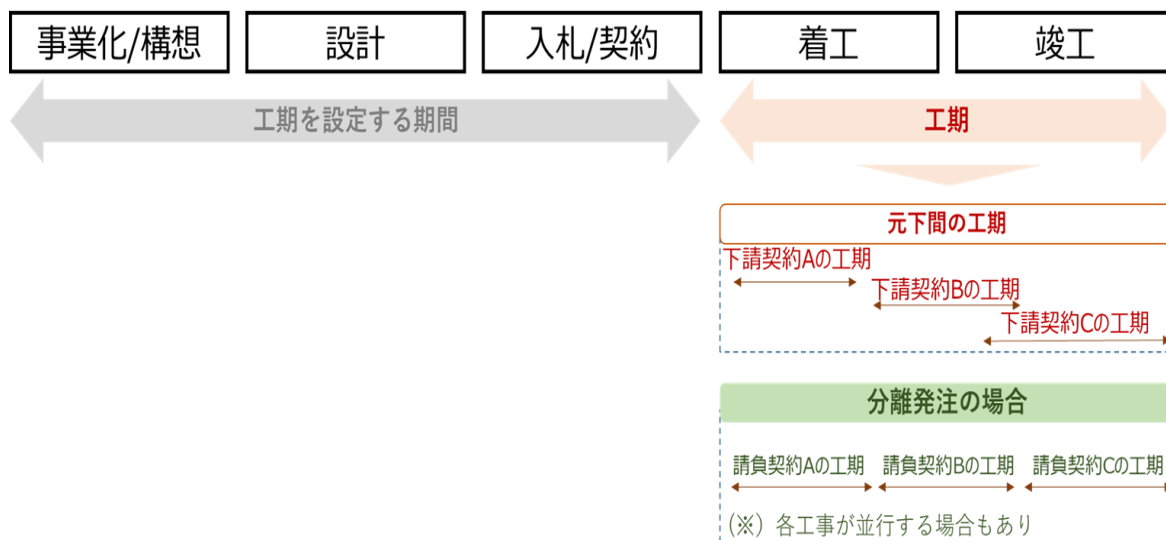 事業化/構想
設計
入札/契約
着工
竣工
工期を設定する期間
工期
元下間の工期
下請契約Aの工期
下請契約Bの工期
下請契約Cの工期
分離発注の場合
請負契約Aの工期
請負契約Bの工期
請負契約Cの工期
(※) 各工事が並行する場合もあり